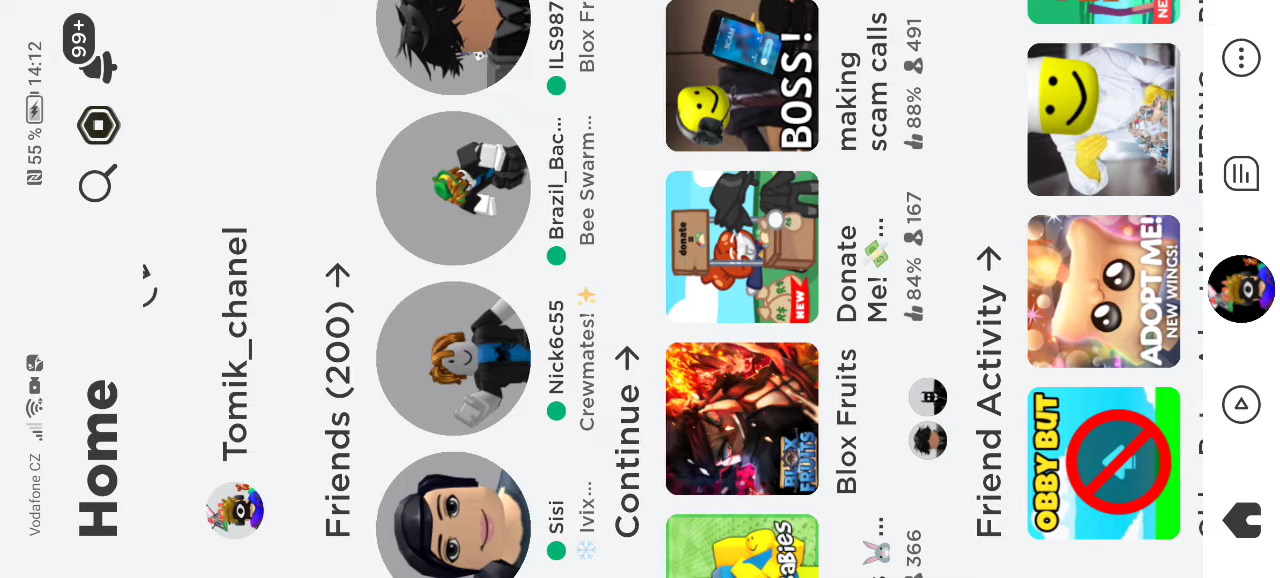 Vodafone CZ
55 % 14:12
Home
99+
Tomik_chanel
Friends (200) →
Sisi
Ivix...
Nick6c55
Crewmates! ✨
Brazil_Bac...
Bee Swarm...
ILS987
Blox Fr
Continue →
BLOX FRUITS
donate =
R$
R$
NEW
SCAM
BOSS!
366
Blox Fruits
Donate
Me! 💸 ...
84% 167
making
scam calls
88% 491
Friend Activity →
OBBY BUT
ADOPT ME!
NEW WINGS!